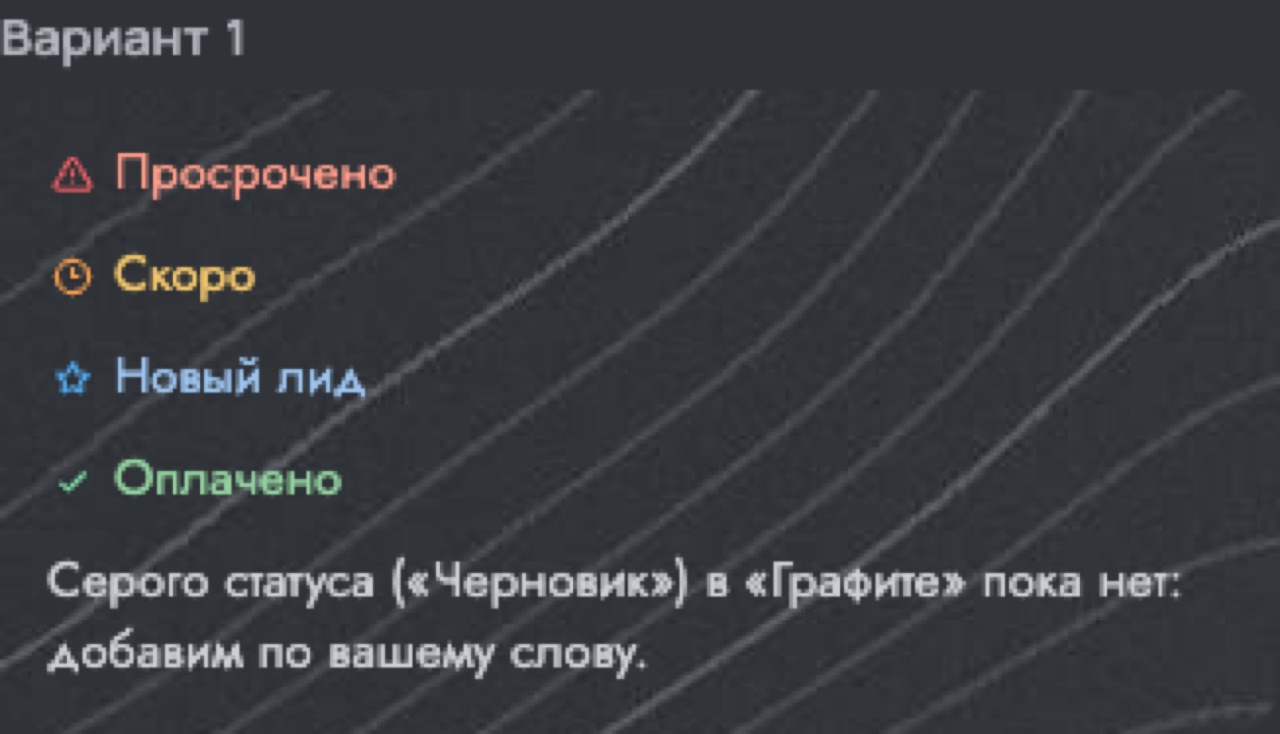 Вариант 1
Просрочено
Скоро
Новый лид
Оплачено
Серого статуса («Черновик») в «Графите» пока нет:
добавим по вашему слову.